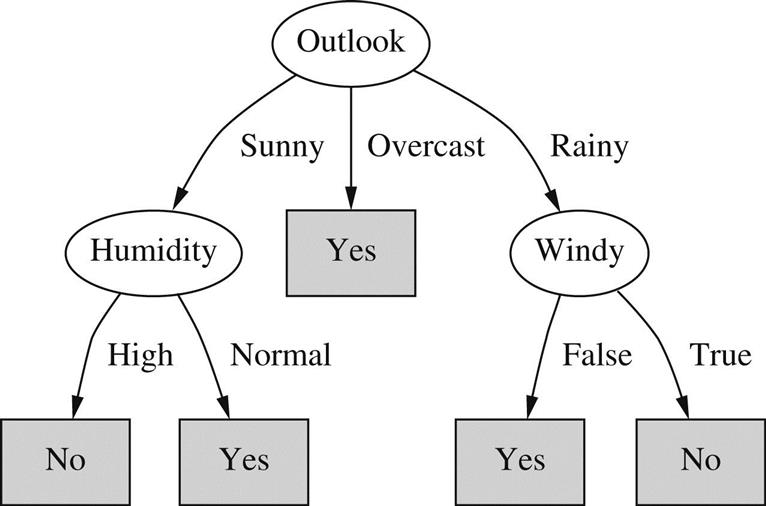 Outlook
Sunny
Overcast
Rainy
Humidity
Yes
Windy
High
Normal
False
True
No
Yes
Yes
No